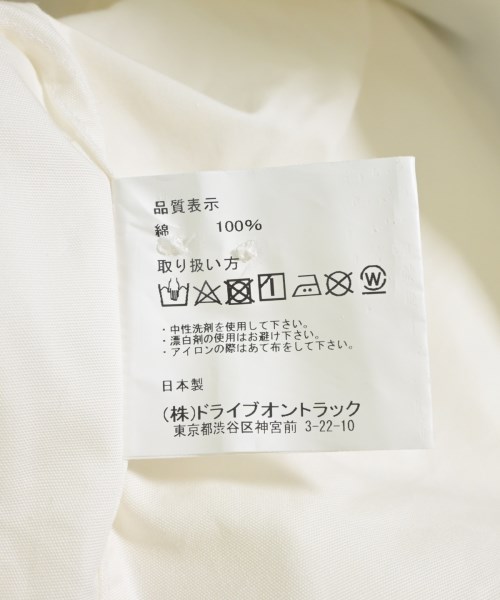 品質表示
綿 100%
取り扱い方
W
・中性洗剤を使用して下さい。
・漂白剤の使用はお避け下さい。
・アイロンの際はあて布をして下さい。
日本製
(株)ドライブオントラック
東京都渋谷区神宮前 3-22-10